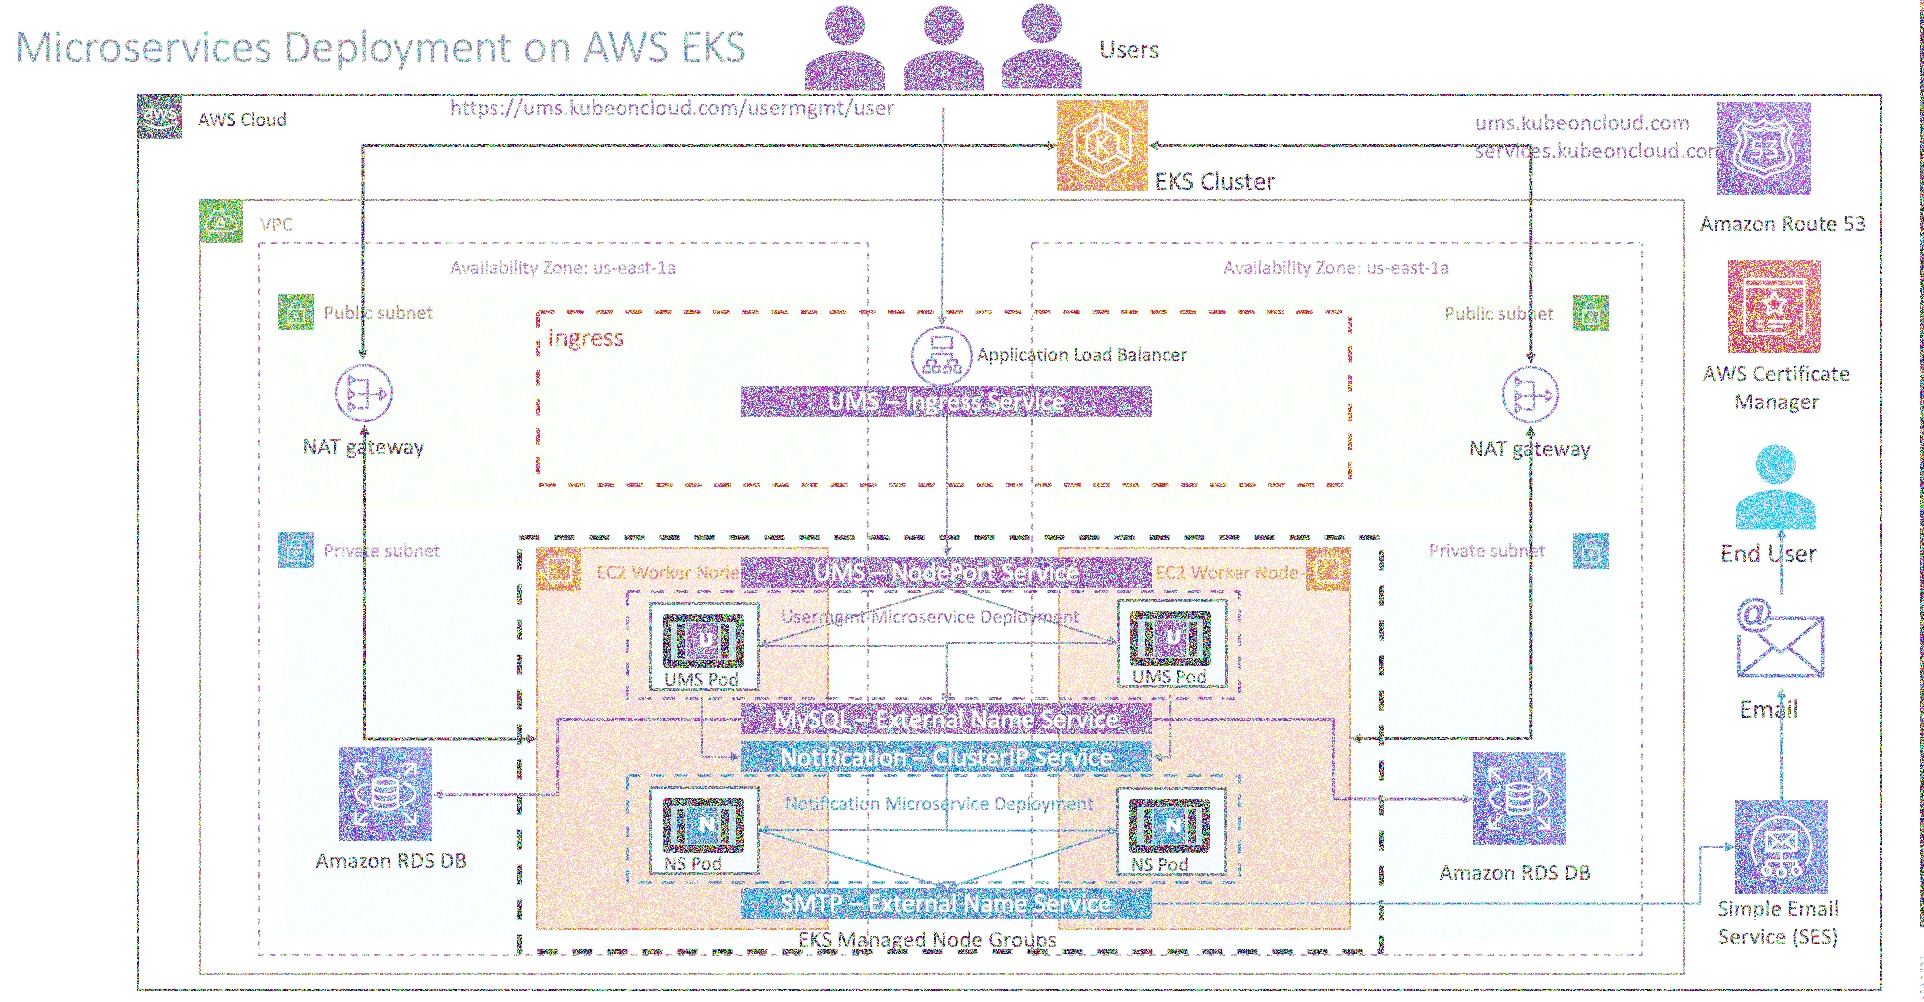 Microservices Deployment on AWS EKS
Users
aws
AWS Cloud
https://ums.kubeoncloud.com/usermgmt/user
K
EKS Cluster
ums.kubeoncloud.com
services.kubeoncloud.com
53
Amazon Route 53
VPC
Availability Zone: us-east-1a
Availability Zone: us-east-1a
Public subnet
Public subnet
ingress
Application Load Balancer
UMS – Ingress Service
NAT gateway
NAT gateway
AWS Certificate
Manager
Private subnet
Private subnet
End User
EC2 Worker Node
UMS – NodePort Service
EC2 Worker Node-
Usermgmt Microservice Deployment
U
U
UMS Pod
UMS Pod
@
Email
MySQL – External Name Service
Notification – ClusterIP Service
Notification Microservice Deployment
N
N
NS Pod
NS Pod
Amazon RDS DB
Amazon RDS DB
SMTP – External Name Service
EKS Managed Node Groups
Simple Email
Service (SES)